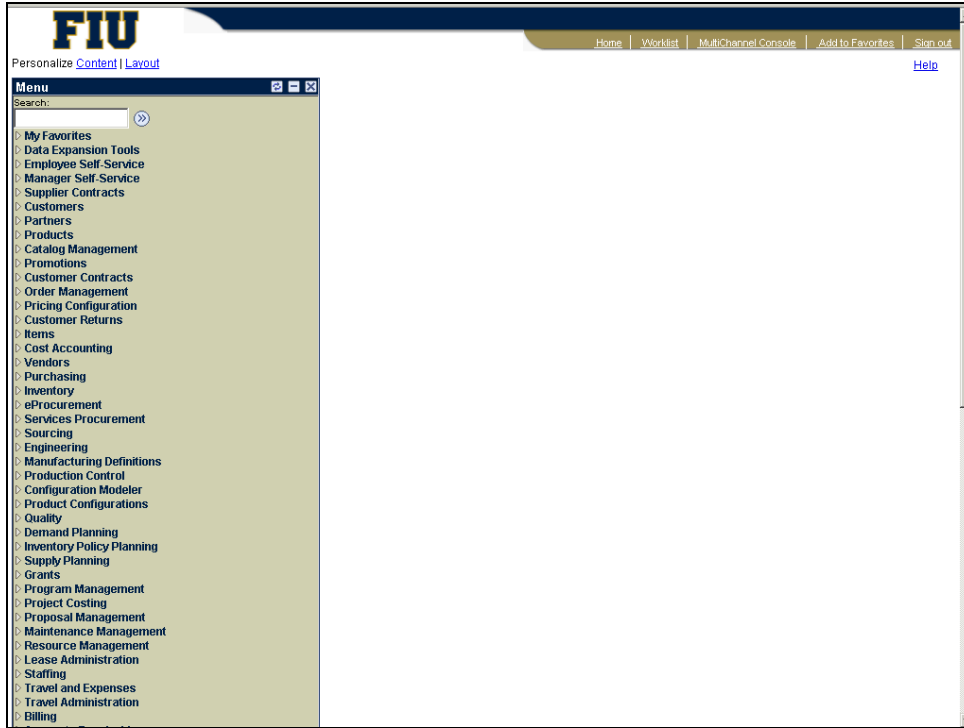 FIU
Home | Worklist | MultiChannel Console | Add to Favorites | Sign out
Personalize Content | Layout
Help
Menu
Search:
My Favorites
Data Expansion Tools
Employee Self-Service
Manager Self-Service
Supplier Contracts
Customers
Partners
Products
Catalog Management
Promotions
Customer Contracts
Order Management
Pricing Configuration
Customer Returns
Items
Cost Accounting
Vendors
Purchasing
Inventory
eProcurement
Services Procurement
Sourcing
Engineering
Manufacturing Definitions
Production Control
Configuration Modeler
Product Configurations
Quality
Demand Planning
Inventory Policy Planning
Supply Planning
Grants
Program Management
Project Costing
Proposal Management
Maintenance Management
Resource Management
Lease Administration
Staffing
Travel and Expenses
Travel Administration
Billing